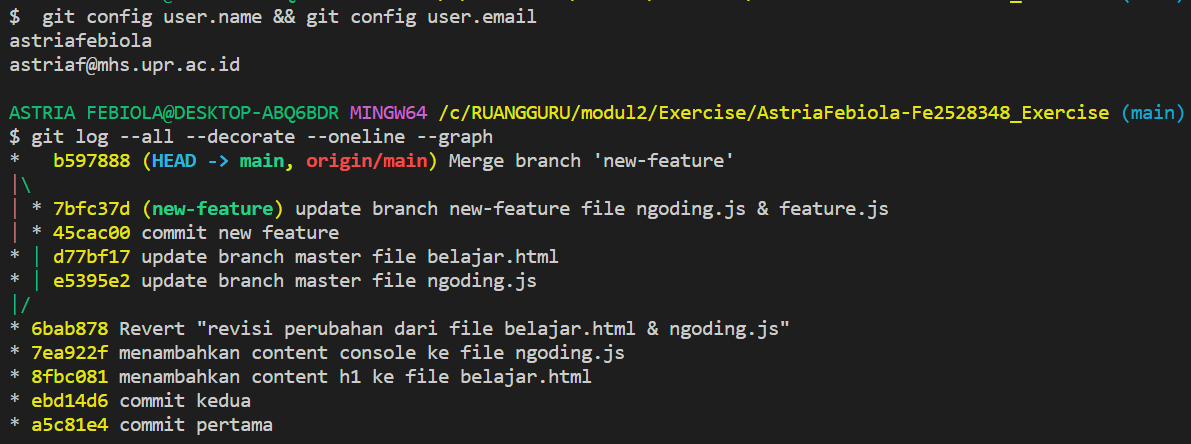 $  git config user.name && git config user.email
astriafebiola
astriaf@mhs.upr.ac.id
ASTRIA FEBIOLA@DESKTOP-ABQ6BDR MINGW64 /c/RUANGGURU/modul2/Exercise/AstriaFebiola-Fe2528348_Exercise (main)
$ git log --all --decorate --oneline --graph
*   b597888 (HEAD -> main, origin/main) Merge branch 'new-feature'
|\
| * 7bfc37d (new-feature) update branch new-feature file ngoding.js & feature.js
| * 45cac00 commit new feature
* | d77bf17 update branch master file belajar.html
* | e5395e2 update branch master file ngoding.js
|/
* 6bab878 Revert "revisi perubahan dari file belajar.html & ngoding.js"
* 7ea922f menambahkan content console ke file ngoding.js
* 8fbc081 menambahkan content h1 ke file belajar.html
* ebd14d6 commit kedua
* a5c81e4 commit pertama